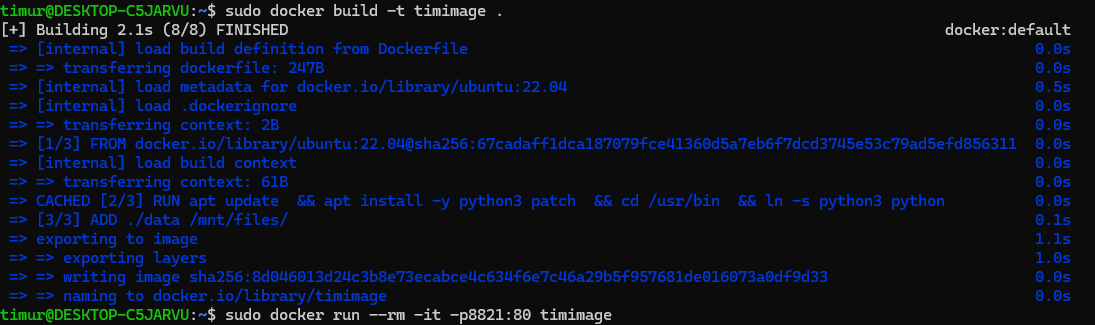 timur@DESKTOP-C5JARVU:~$ sudo docker build -t timimage .
[+] Building 2.1s (8/8) FINISHED docker:default
=> [internal] load build definition from Dockerfile 0.0s
=> => transferring dockerfile: 247B 0.0s
=> [internal] load metadata for docker.io/library/ubuntu:22.04 0.5s
=> [internal] load .dockerignore 0.0s
=> => transferring context: 2B 0.0s
=> [1/3] FROM docker.io/library/ubuntu:22.04@sha256:67cadaff1dca187079fce41360d5a7eb6f7dcd3745e53c79ad5efd856311 0.0s
=> [internal] load build context 0.0s
=> => transferring context: 61B 0.0s
=> CACHED [2/3] RUN apt update  && apt install -y python3 patch  && cd /usr/bin  && ln -s python3 python 0.0s
=> [3/3] ADD ./data /mnt/files/ 0.1s
=> exporting to image 1.1s
=> => exporting layers 1.0s
=> => writing image sha256:8d046013d24c3b8e73ecabce4c634f6e7c46a29b5f957681de016073a0df9d33 0.0s
=> => naming to docker.io/library/timimage 0.0s
timur@DESKTOP-C5JARVU:~$ sudo docker run --rm -it -p8821:80 timimage